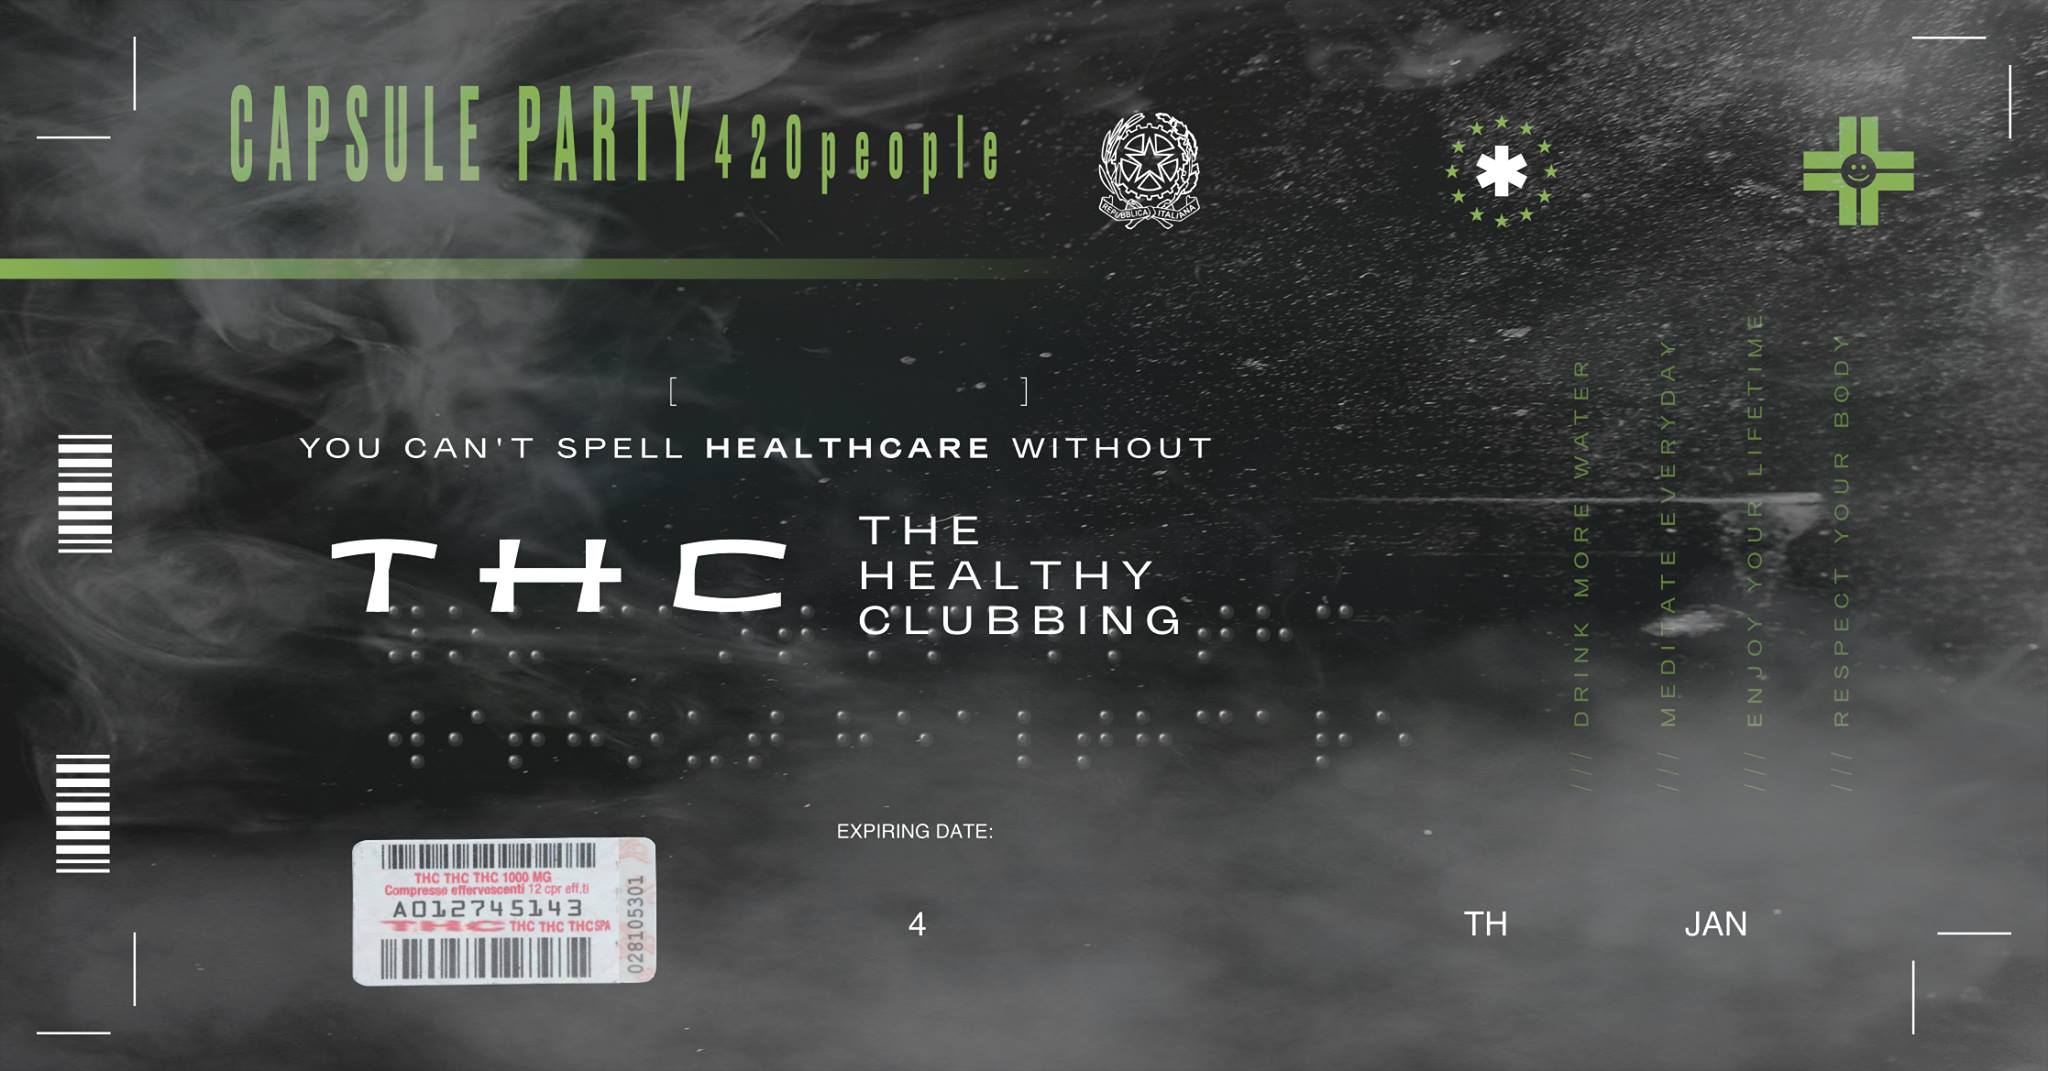 CAPSULE PARTY 420people
REPUBBLICA ITALIANA
[ ]
YOU CAN'T SPELL HEALTHCARE WITHOUT
THC
THE
HEALTHY
CLUBBING
/// DRINK MORE WATER
/// MEDITATE EVERYDAY
/// ENJOY YOUR LIFETIME
/// RESPECT YOUR BODY
EXPIRING DATE:
4 TH JAN
THC THC THC 1000 MG
Compresse effervescenti 12 cpr eff.ti
A012745143
THC THC THC THC SPA
028105301